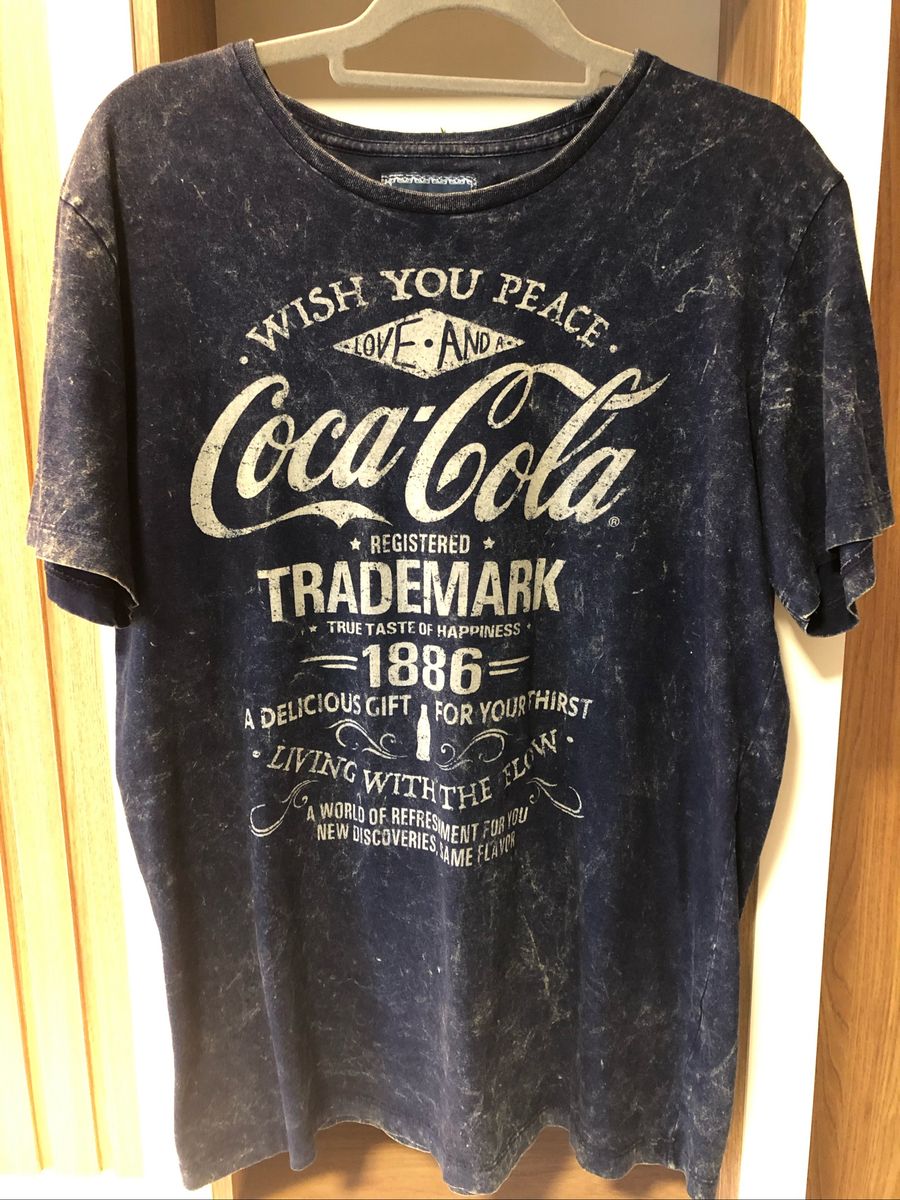 WISH YOU PEACE
LOVE AND A
Coca-Cola ®
REGISTERED
TRADEMARK
TRUE TASTE OF HAPPINESS
1886
A DELICIOUS GIFT FOR YOUR THIRST
LIVING WITH THE FLOW
A WORLD OF REFRESHMENT FOR YOU
NEW DISCOVERIES, SAME FLAVOR